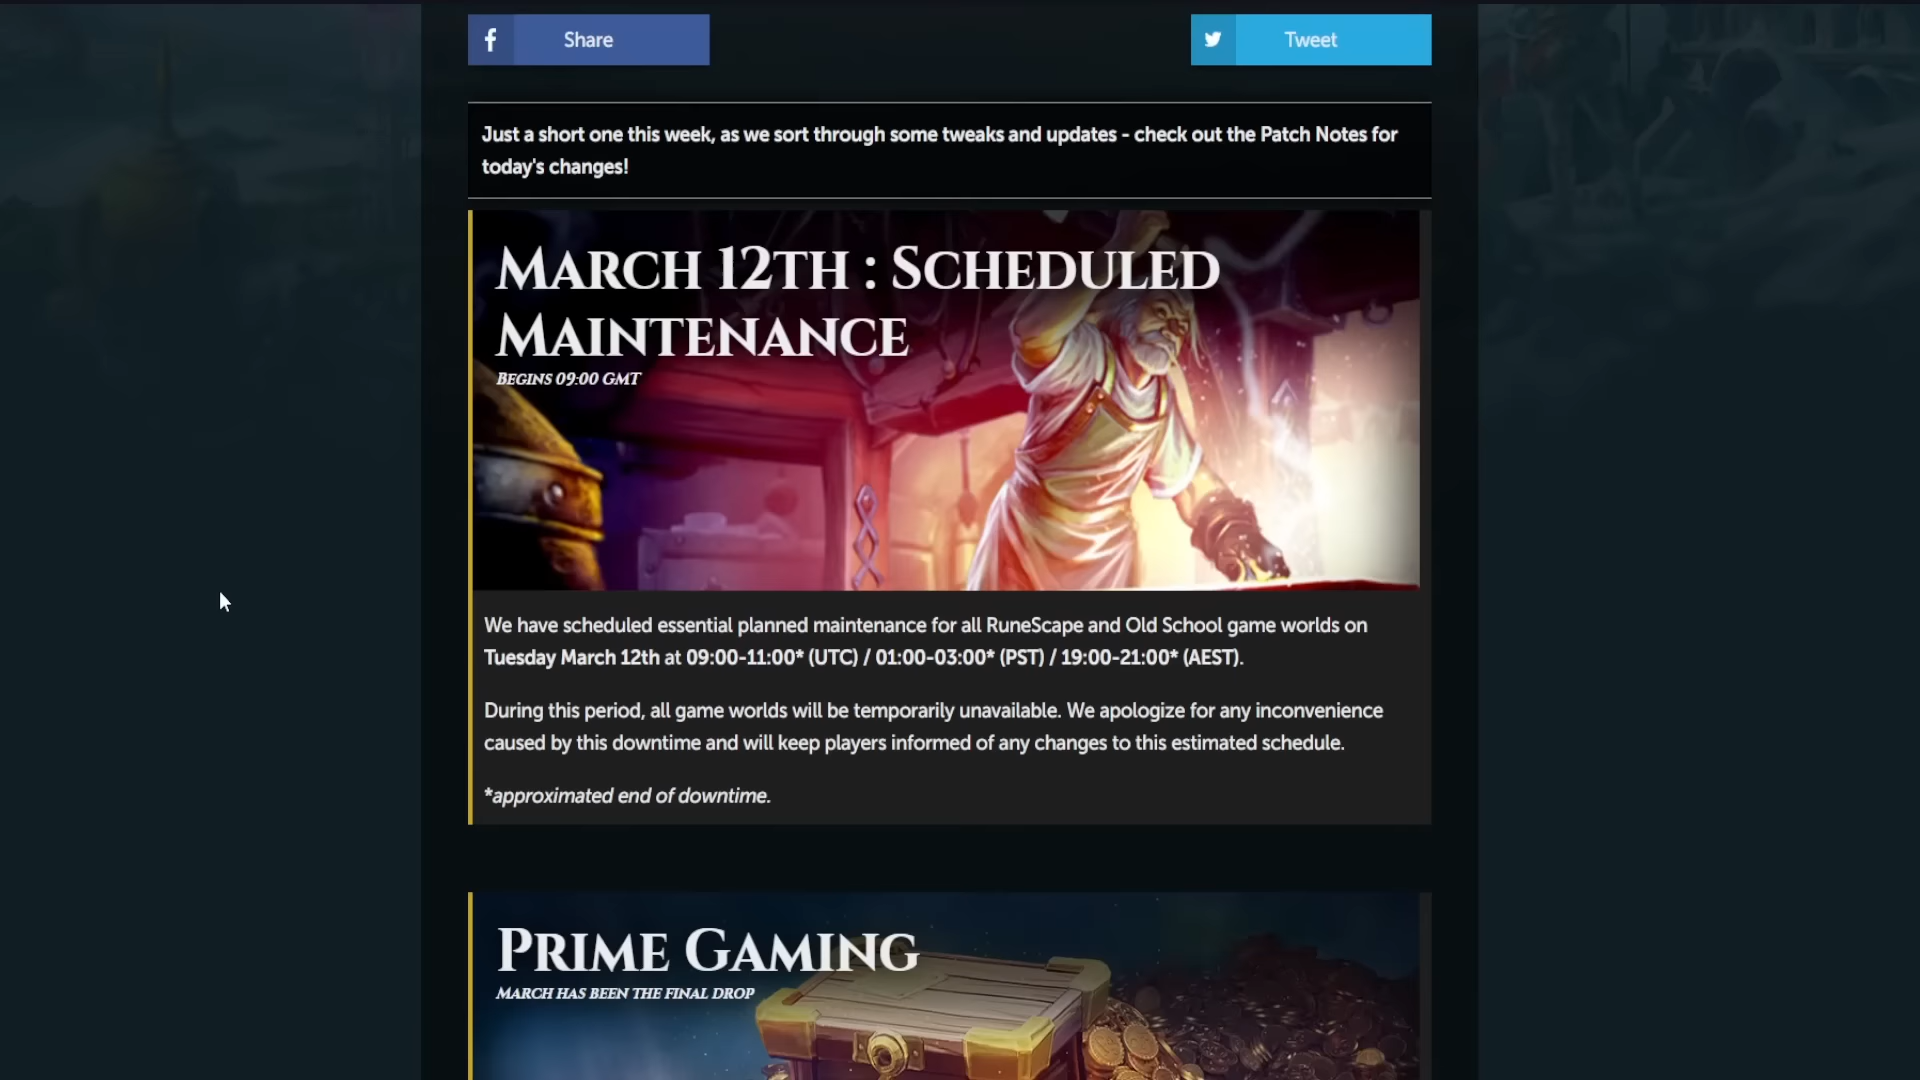 Share
Tweet
Just a short one this week, as we sort through some tweaks and updates - check out the Patch Notes for
today's changes!
March 12th : Scheduled
Maintenance
Begins 09:00 GMT
We have scheduled essential planned maintenance for all RuneScape and Old School game worlds on
Tuesday March 12th at 09:00-11:00* (UTC) / 01:00-03:00* (PST) / 19:00-21:00* (AEST).
During this period, all game worlds will be temporarily unavailable. We apologize for any inconvenience
caused by this downtime and will keep players informed of any changes to this estimated schedule.
*approximated end of downtime.
Prime Gaming
March has been the final drop